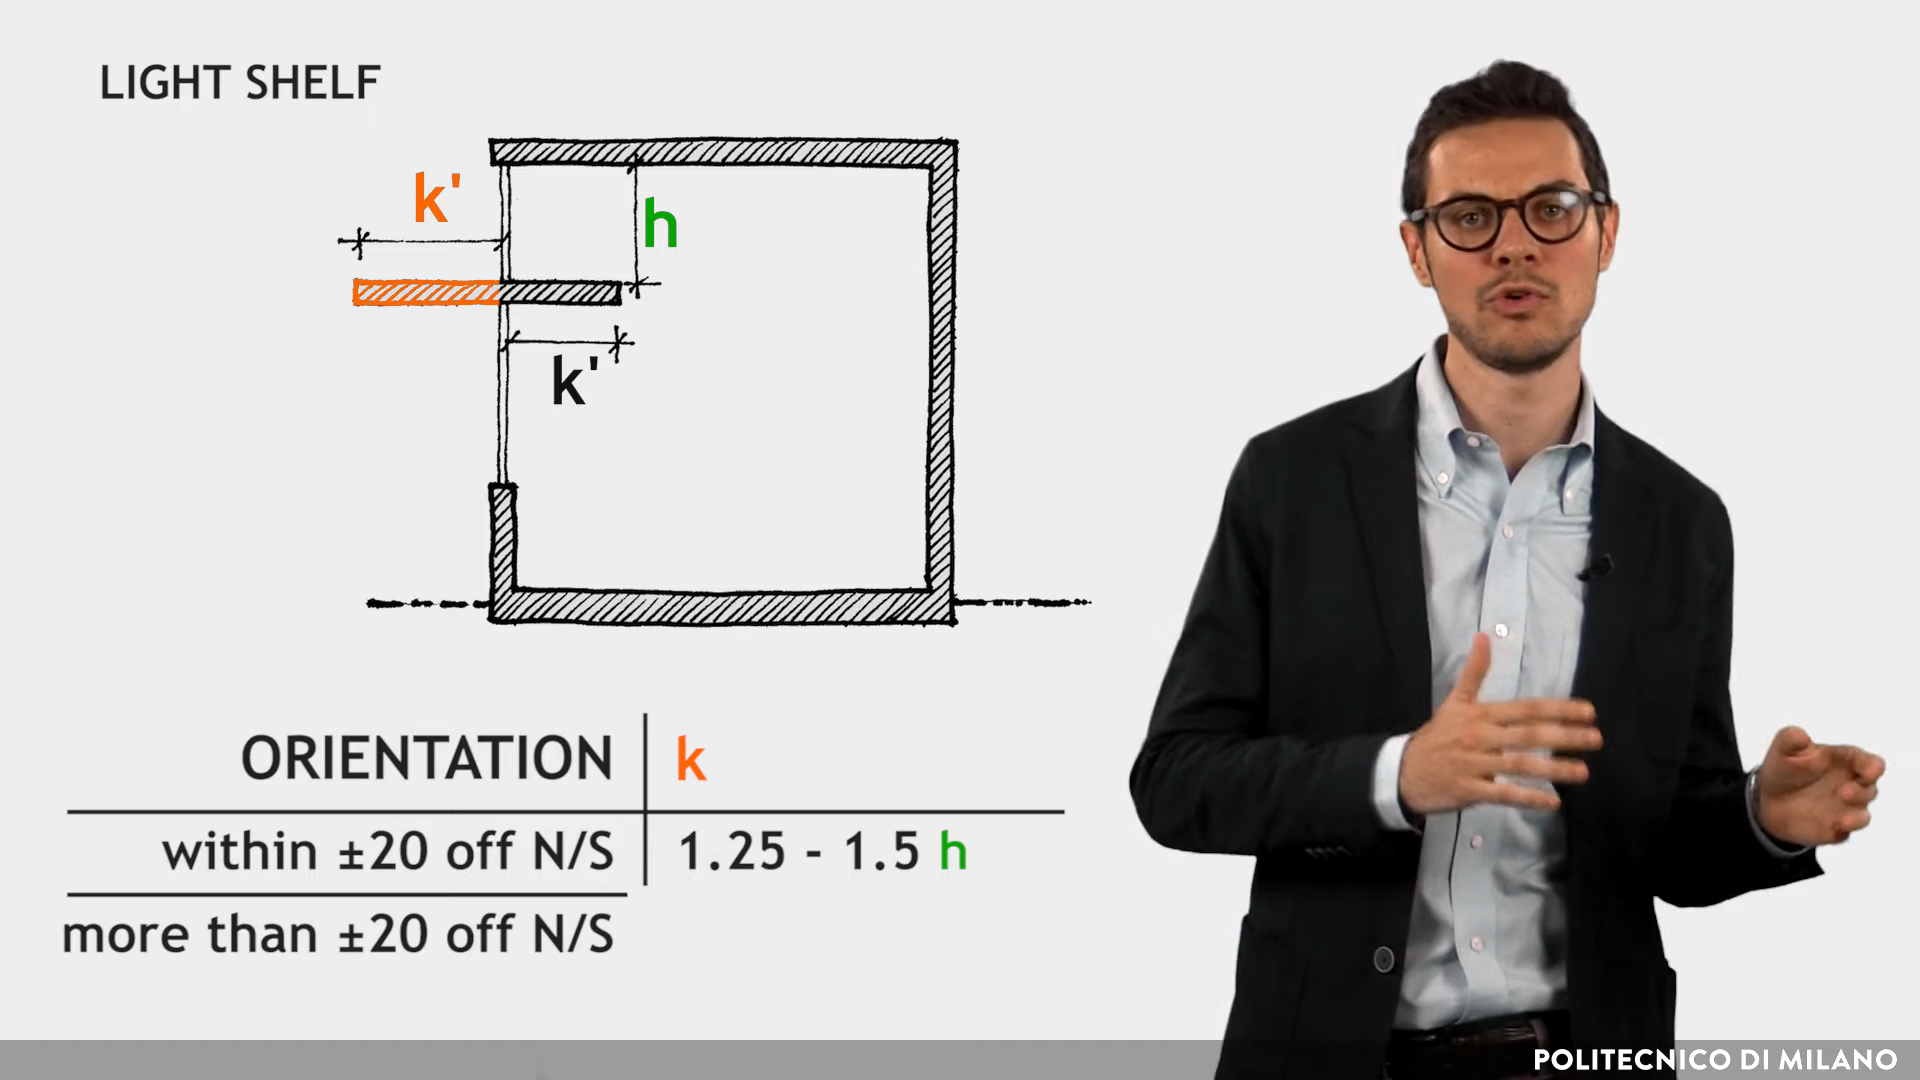 LIGHT SHELF
k'
h
k'
ORIENTATION k
within ±20 off N/S 1.25 - 1.5 h
more than ±20 off N/S
POLITECNICO DI MILANO